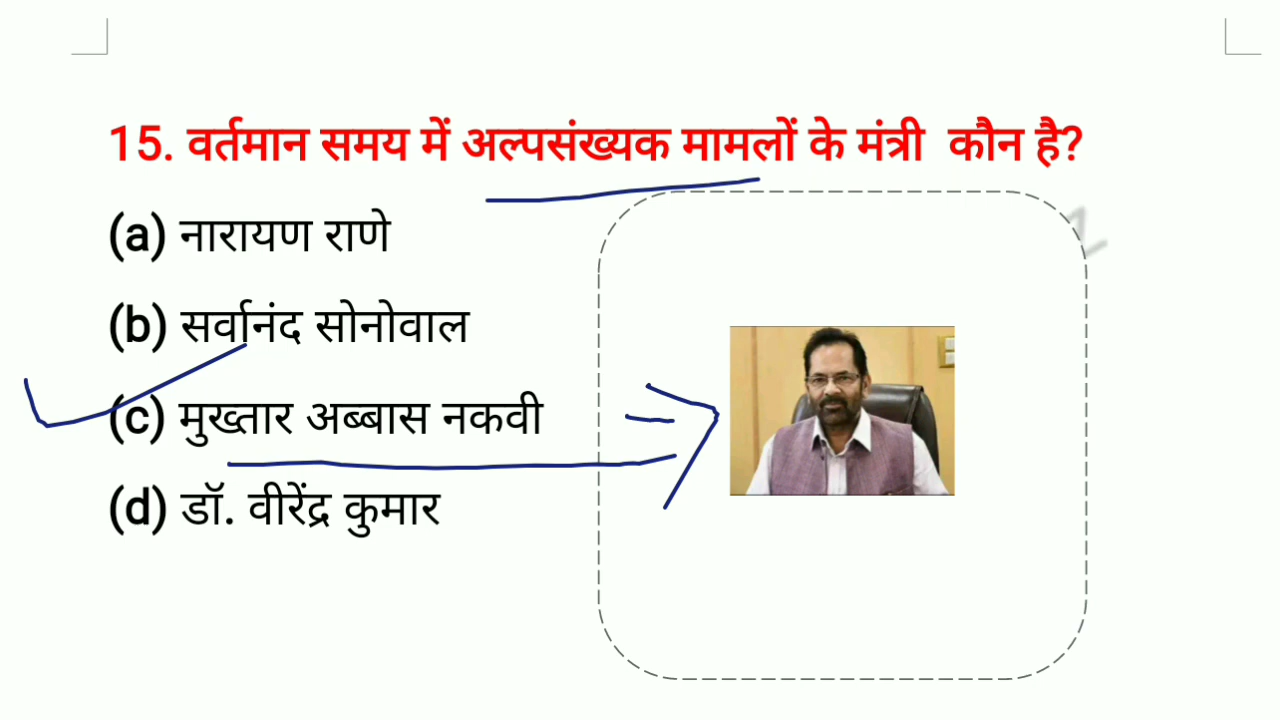 15. वर्तमान समय में अल्पसंख्यक मामलों के मंत्री कौन है?
(a) नारायण राणे
(b) सर्वानंद सोनोवाल
(c) मुख्तार अब्बास नकवी
(d) डॉ. वीरेंद्र कुमार